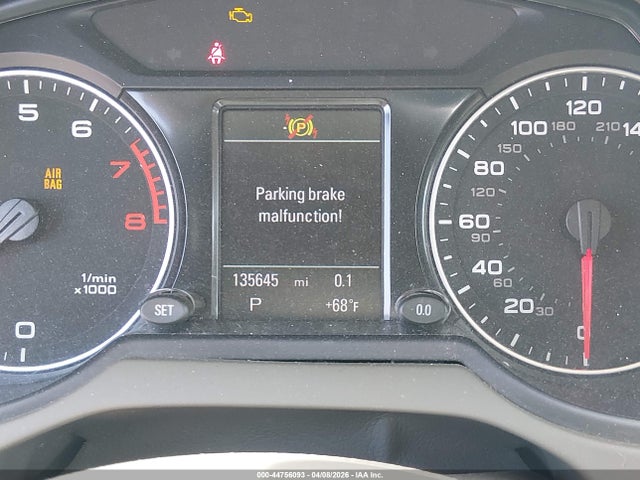 5
6
7
8
AIR
BAG
1/min
x1000
0
SET
P
Parking brake
malfunction!
135645 mi 0.1
P +68°F
0.0
0
20
30
40
60
60
90
80
120
100
150
120
180
210
14
000-44756093 04/08/2026 - IAA Inc.